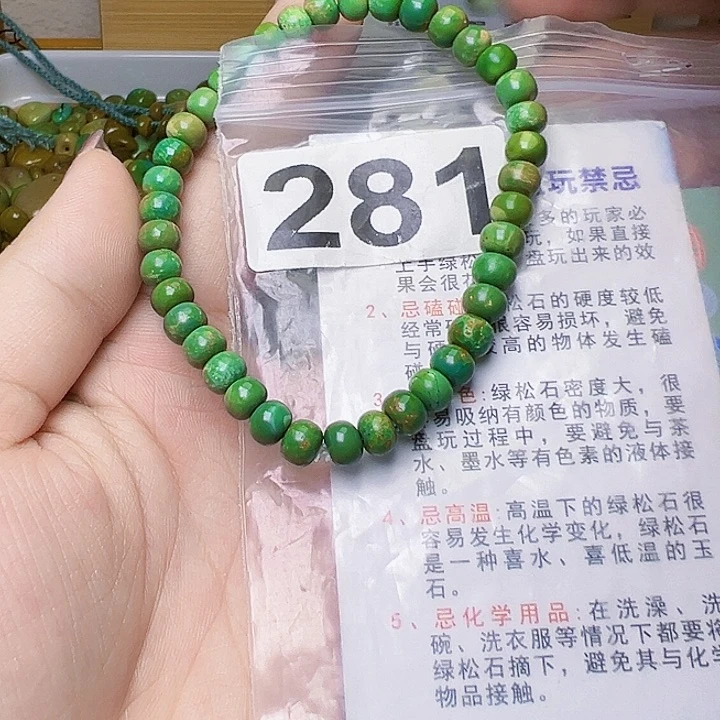 281
玩禁忌
多的玩家必
玩,如果直接
上手绿松 盘玩出来的效
果会很
2、忌磕碰 松石的硬度较低
经常 很容易损坏,避免
与硬 较高的物体发生磕
碰
3 色:绿松石密度大,很
易吸纳有颜色的物质,要
盘玩过程中,要避免与茶
水、墨水等有色素的液体接
触。
4、忌高温:高温下的绿松石很
容易发生化学变化,绿松石
是一种喜水、喜低温的玉
石。
5、忌化学用品:在洗澡、洗
碗、洗衣服等情况下都要将
绿松石摘下,避免其与化学
物品接触。